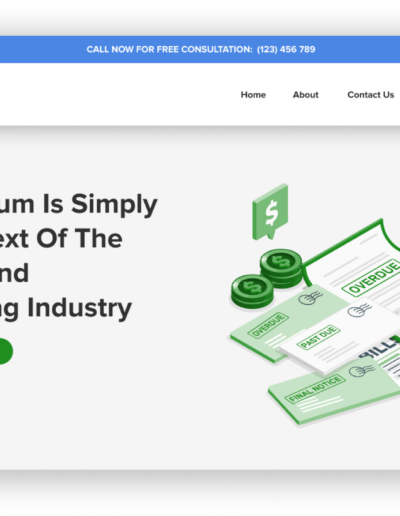 CALL NOW FOR FREE CONSULTATION: (123) 456 789
Home About Contact Us
um Is Simply
ext Of The
nd
g Industry
$
OVERDUE
OVERDUE
PAST DUE
BILL
FINAL NOTICE